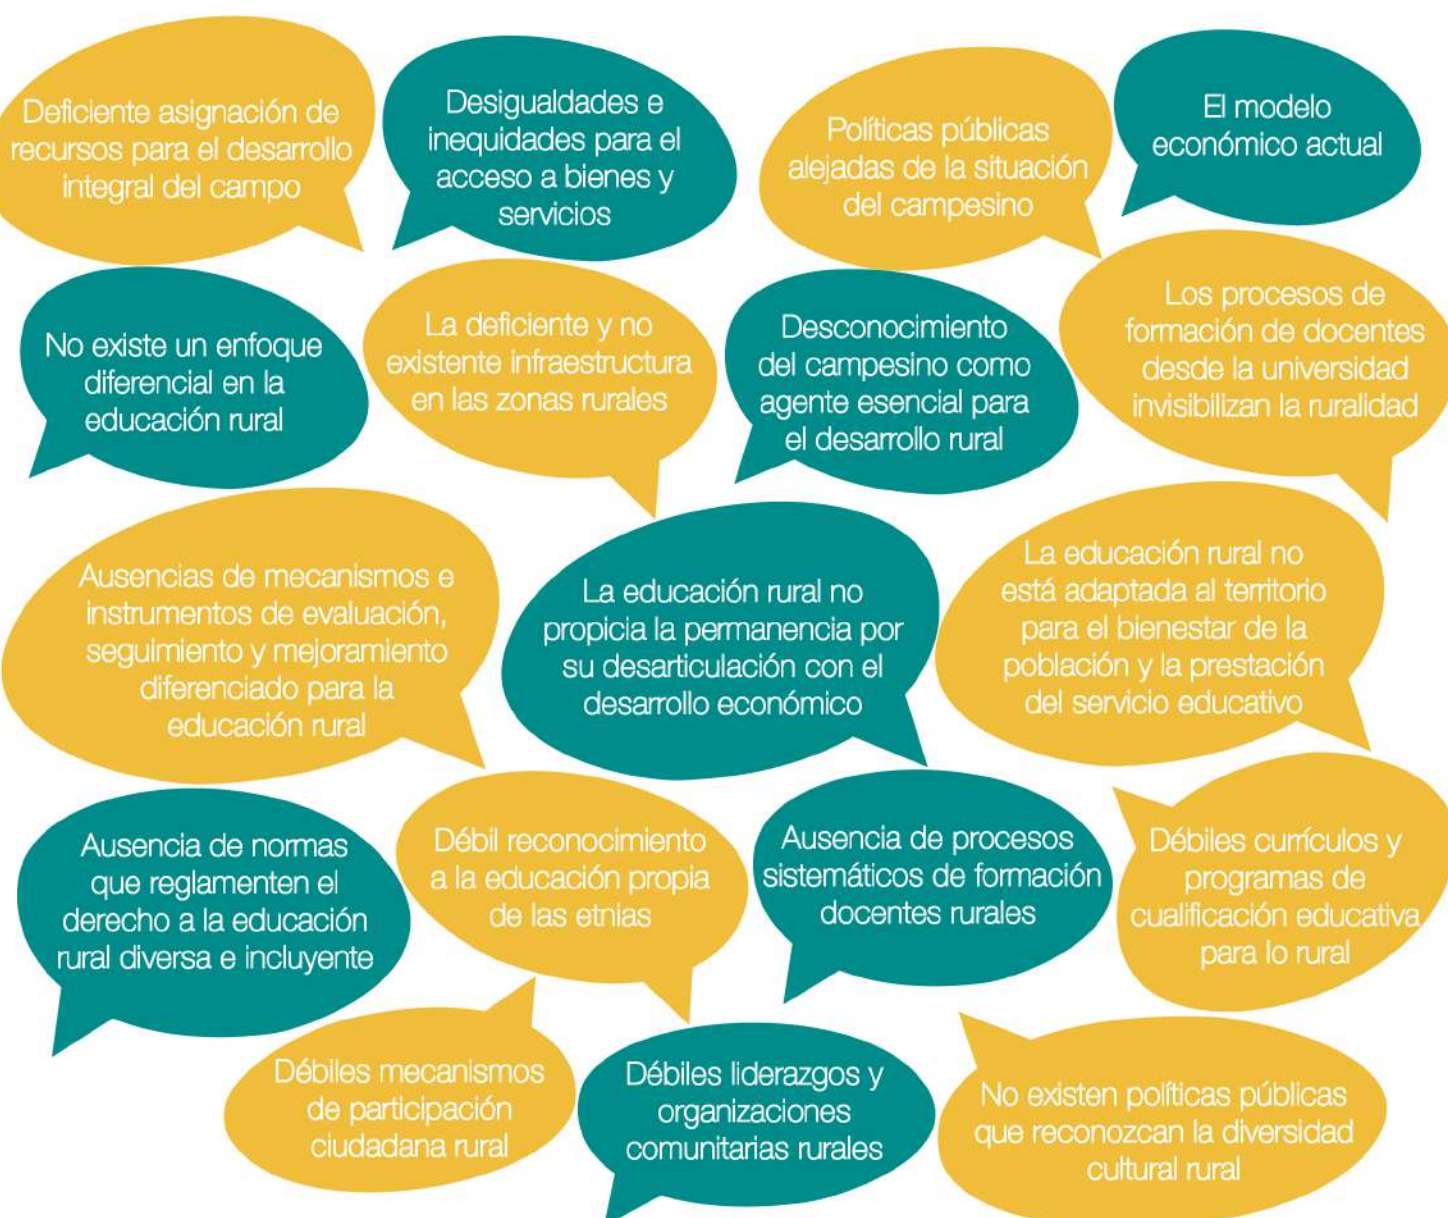 Deficiente asignación de
recursos para el desarrollo
integral del campo
Desigualdades e
inequidades para el
acceso a bienes y
servicios
Políticas públicas
alejadas de la situación
del campesino
El modelo
económico actual
No existe un enfoque
diferencial en la
educación rural
La deficiente y no
existente infraestructura
en las zonas rurales
Desconocimiento
del campesino como
agente esencial para
el desarrollo rural
Los procesos de
formación de docentes
desde la universidad
invisibilizan la ruralidad
Ausencias de mecanismos e
instrumentos de evaluación,
seguimiento y mejoramiento
diferenciado para la
educación rural
La educación rural no
propicia la permanencia por
su desarticulación con el
desarrollo económico
La educación rural no
está adaptada al territorio
para el bienestar de la
población y la prestación
del servicio educativo
Ausencia de normas
que reglamenten el
derecho a la educación
rural diversa e incluyente
Débil reconocimiento
a la educación propia
de las etnias
Ausencia de procesos
sistemáticos de formación
docentes rurales
Débiles currículos y
programas de
cualificación educativa
para lo rural
Débiles mecanismos
de participación
ciudadana rural
Débiles liderazgos y
organizaciones
comunitarias rurales
No existen políticas públicas
que reconozcan la diversidad
cultural rural